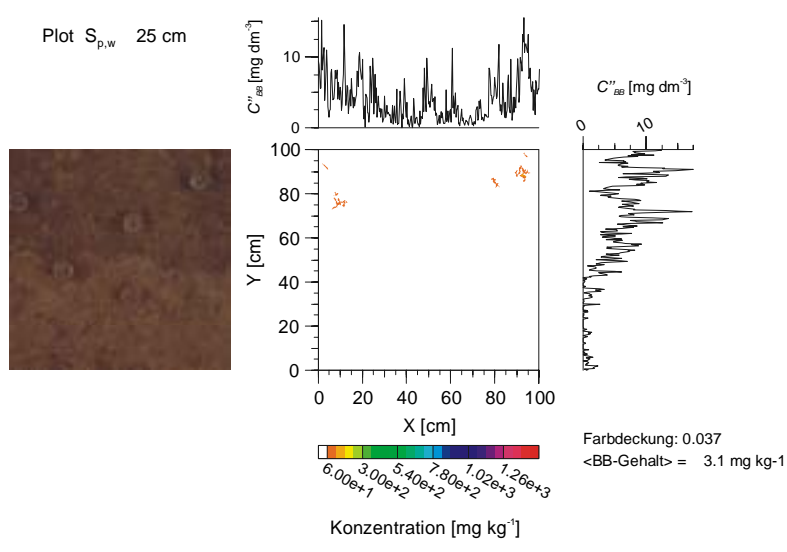 Plot S p,w 25 cm
C''BB [mg dm-3]
10
0
C''BB [mg dm-3]
0 10
100
80
60
40
20
0
Y [cm]
0 20 40 60 80 100
X [cm]
6.00e+1 3.00e+2 5.40e+2 7.80e+2 1.02e+3 1.26e+3
Konzentration [mg kg-1]
Farbdeckung: 0.037
<BB-Gehalt> = 3.1 mg kg-1